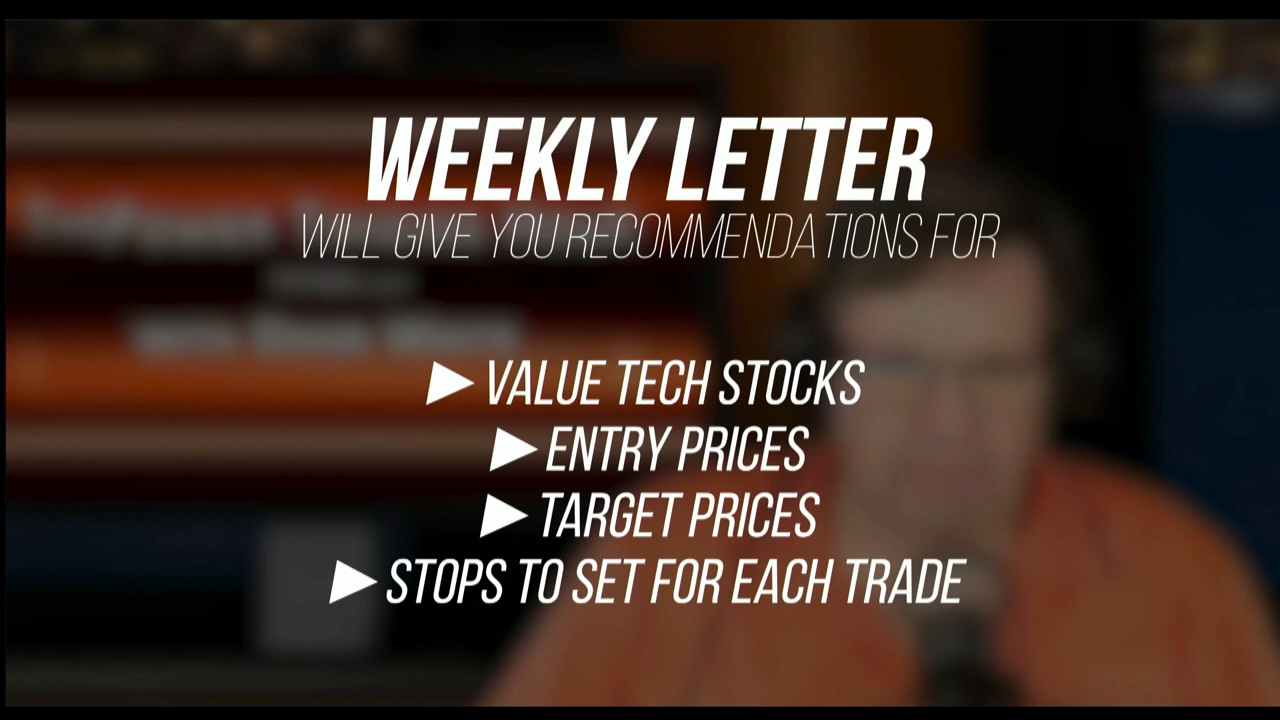 WEEKLY LETTER
WILL GIVE YOU RECOMMENDATIONS FOR
▶ VALUE TECH STOCKS
▶ ENTRY PRICES
▶ TARGET PRICES
▶ STOPS TO SET FOR EACH TRADE